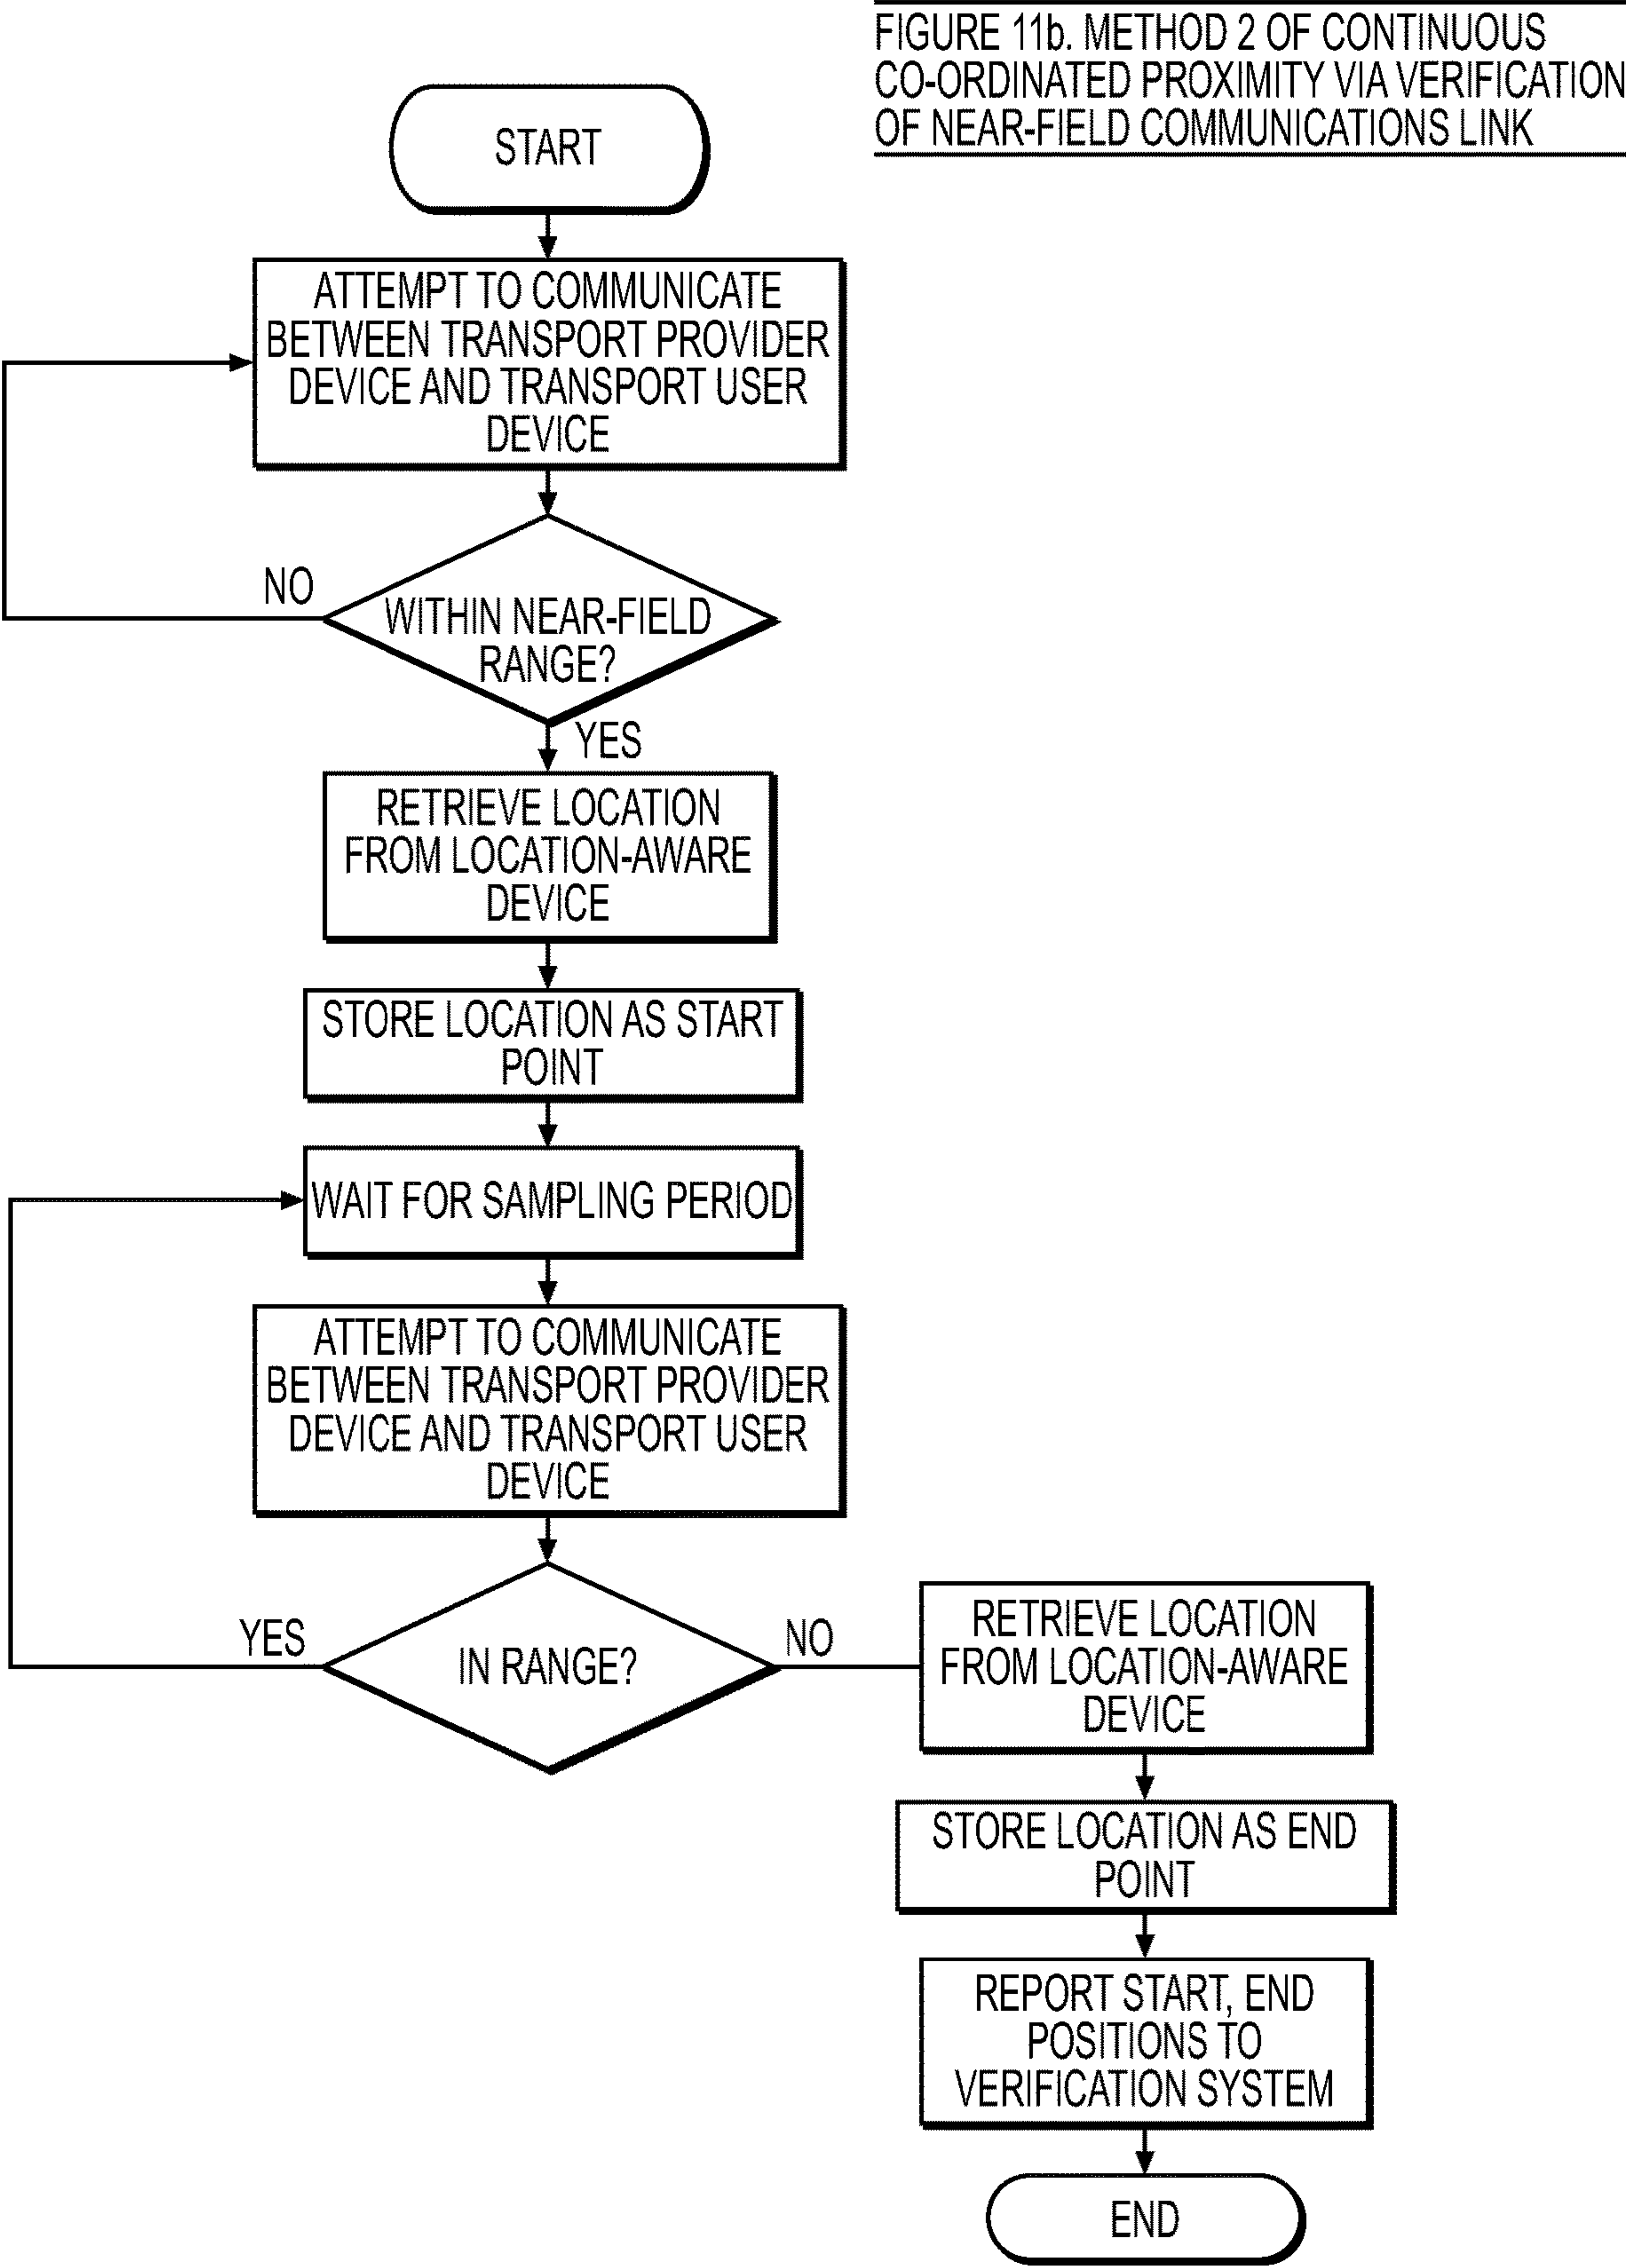 FIGURE 11b. METHOD 2 OF CONTINUOUS
CO-ORDINATED PROXIMITY VIA VERIFICATION
OF NEAR-FIELD COMMUNICATIONS LINK
START
ATTEMPT TO COMMUNICATE
BETWEEN TRANSPORT PROVIDER
DEVICE AND TRANSPORT USER
DEVICE
NO
WITHIN NEAR-FIELD
RANGE?
YES
RETRIEVE LOCATION
FROM LOCATION-AWARE
DEVICE
STORE LOCATION AS START
POINT
WAIT FOR SAMPLING PERIOD
ATTEMPT TO COMMUNICATE
BETWEEN TRANSPORT PROVIDER
DEVICE AND TRANSPORT USER
DEVICE
YES
IN RANGE?
NO
RETRIEVE LOCATION
FROM LOCATION-AWARE
DEVICE
STORE LOCATION AS END
POINT
REPORT START, END
POSITIONS TO
VERIFICATION SYSTEM
END